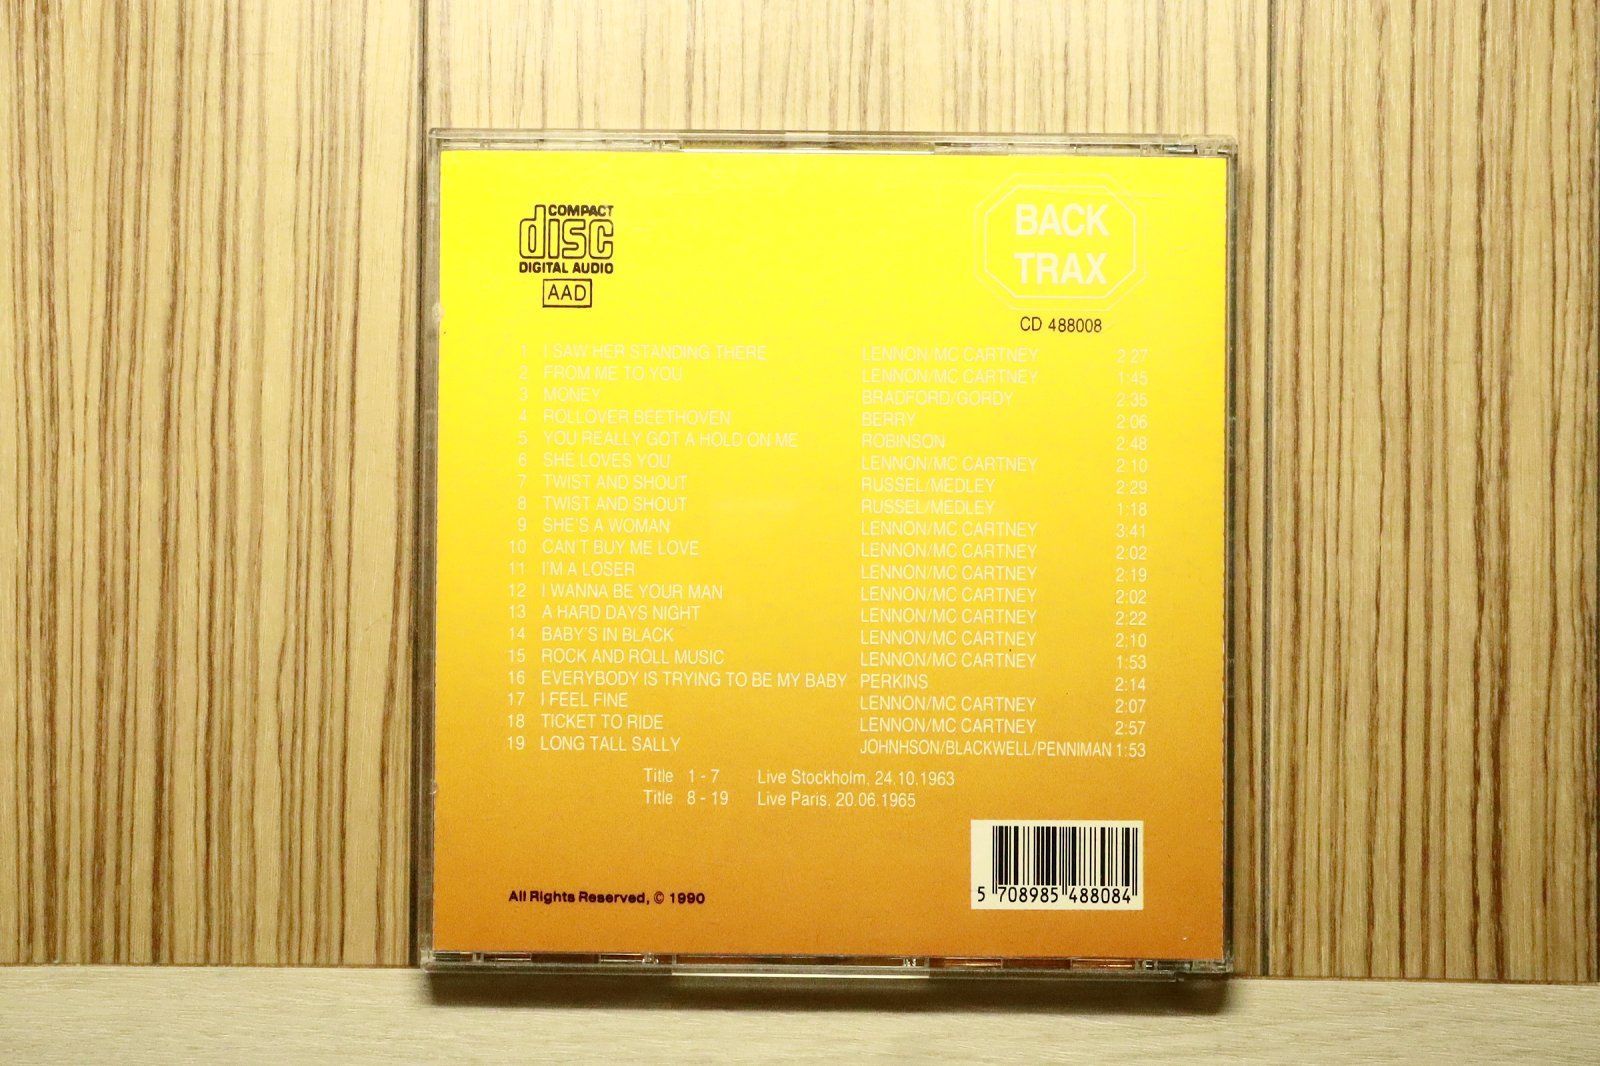 COMPACT
disc
DIGITAL AUDIO
AAD
BACK
TRAX
CD 488008
1 I SAW HER STANDING THERE LENNON/MC CARTNEY 2:27
2 FROM ME TO YOU LENNON/MC CARTNEY 1:45
3 MONEY BRADFORD/GORDY 2:35
4 ROLLOVER BEETHOVEN BERRY 2:06
5 YOU REALLY GOT A HOLD ON ME ROBINSON 2:48
6 SHE LOVES YOU LENNON/MC CARTNEY 2:10
7 TWIST AND SHOUT RUSSEL/MEDLEY 2:29
8 TWIST AND SHOUT RUSSEL/MEDLEY 1:18
9 SHE'S A WOMAN LENNON/MC CARTNEY 3:41
10 CAN'T BUY ME LOVE LENNON/MC CARTNEY 2:02
11 I'M A LOSER LENNON/MC CARTNEY 2:19
12 I WANNA BE YOUR MAN LENNON/MC CARTNEY 2:02
13 A HARD DAYS NIGHT LENNON/MC CARTNEY 2:22
14 BABY'S IN BLACK LENNON/MC CARTNEY 2:10
15 ROCK AND ROLL MUSIC LENNON/MC CARTNEY 1:53
16 EVERYBODY IS TRYING TO BE MY BABY PERKINS 2:14
17 I FEEL FINE LENNON/MC CARTNEY 2:07
18 TICKET TO RIDE LENNON/MC CARTNEY 2:57
19 LONG TALL SALLY JOHNHSON/BLACKWELL/PENNIMAN 1:53
Title 1 - 7 Live Stockholm, 24.10.1963
Title 8 - 19 Live Paris, 20.06.1965
5 708985 488084
All Rights Reserved, © 1990